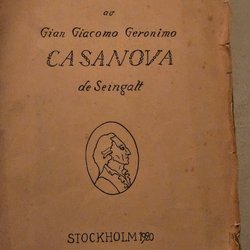 av
Gian Giacomo Geronimo
CASANOVA
de Seingalt
STOCKHOLM 1920